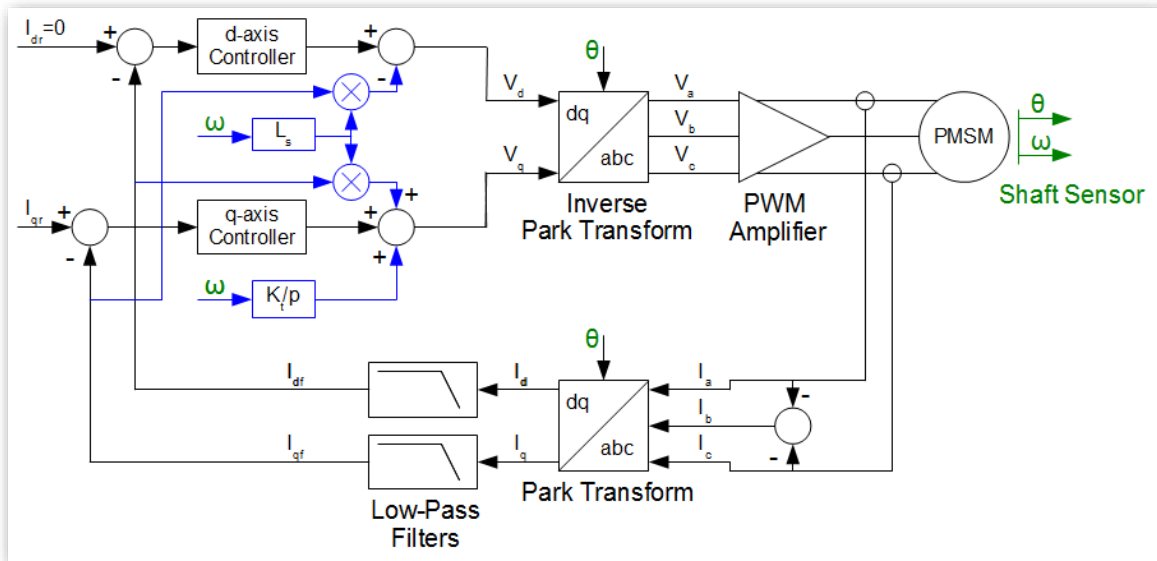 I_dr=0
+
-
d-axis
Controller
+
-
ω
L_s
I_qr
+
-
q-axis
Controller
+
+
+
ω
K_t/p
V_d
V_q
θ
dq
abc
Inverse
Park Transform
V_a
V_b
V_c
PWM
Amplifier
PMSM
θ
ω
Shaft Sensor
I_df
I_qf
Low-Pass
Filters
I_d
I_q
θ
dq
abc
Park Transform
I_a
I_b
I_c
-
-